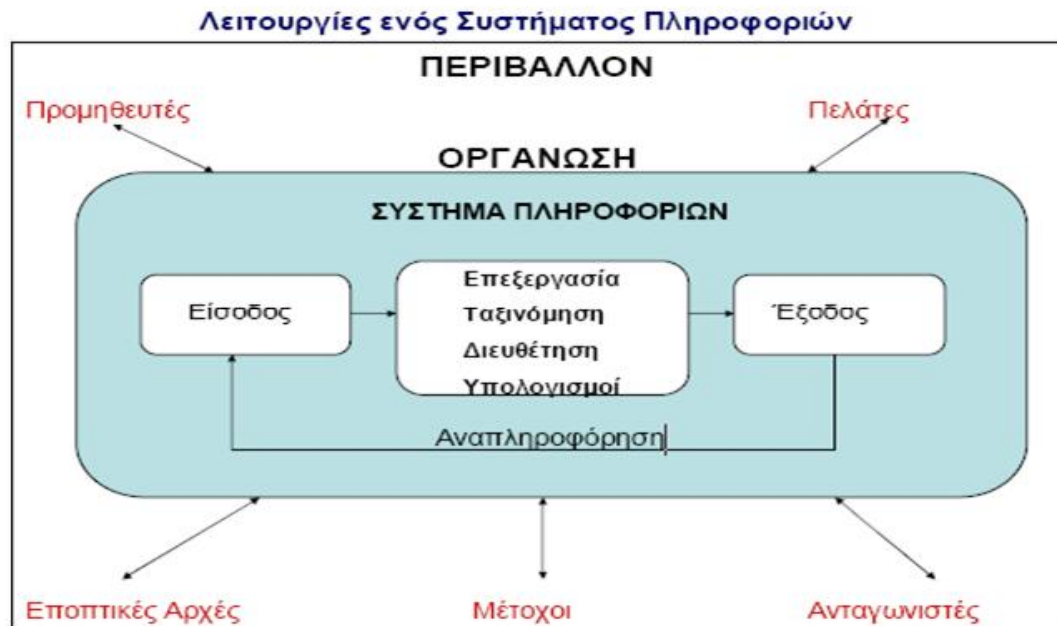 Λειτουργίες ενός Συστήματος Πληροφοριών
ΠΕΡΙΒΑΛΛΟΝ
Προμηθευτές
Πελάτες
ΟΡΓΑΝΩΣΗ
ΣΥΣΤΗΜΑ ΠΛΗΡΟΦΟΡΙΩΝ
Είσοδος
Επεξεργασία
Ταξινόμηση
Διευθέτηση
Υπολογισμοί
Έξοδος
Αναπληροφόρηση
Εποπτικές Αρχές
Μέτοχοι
Ανταγωνιστές